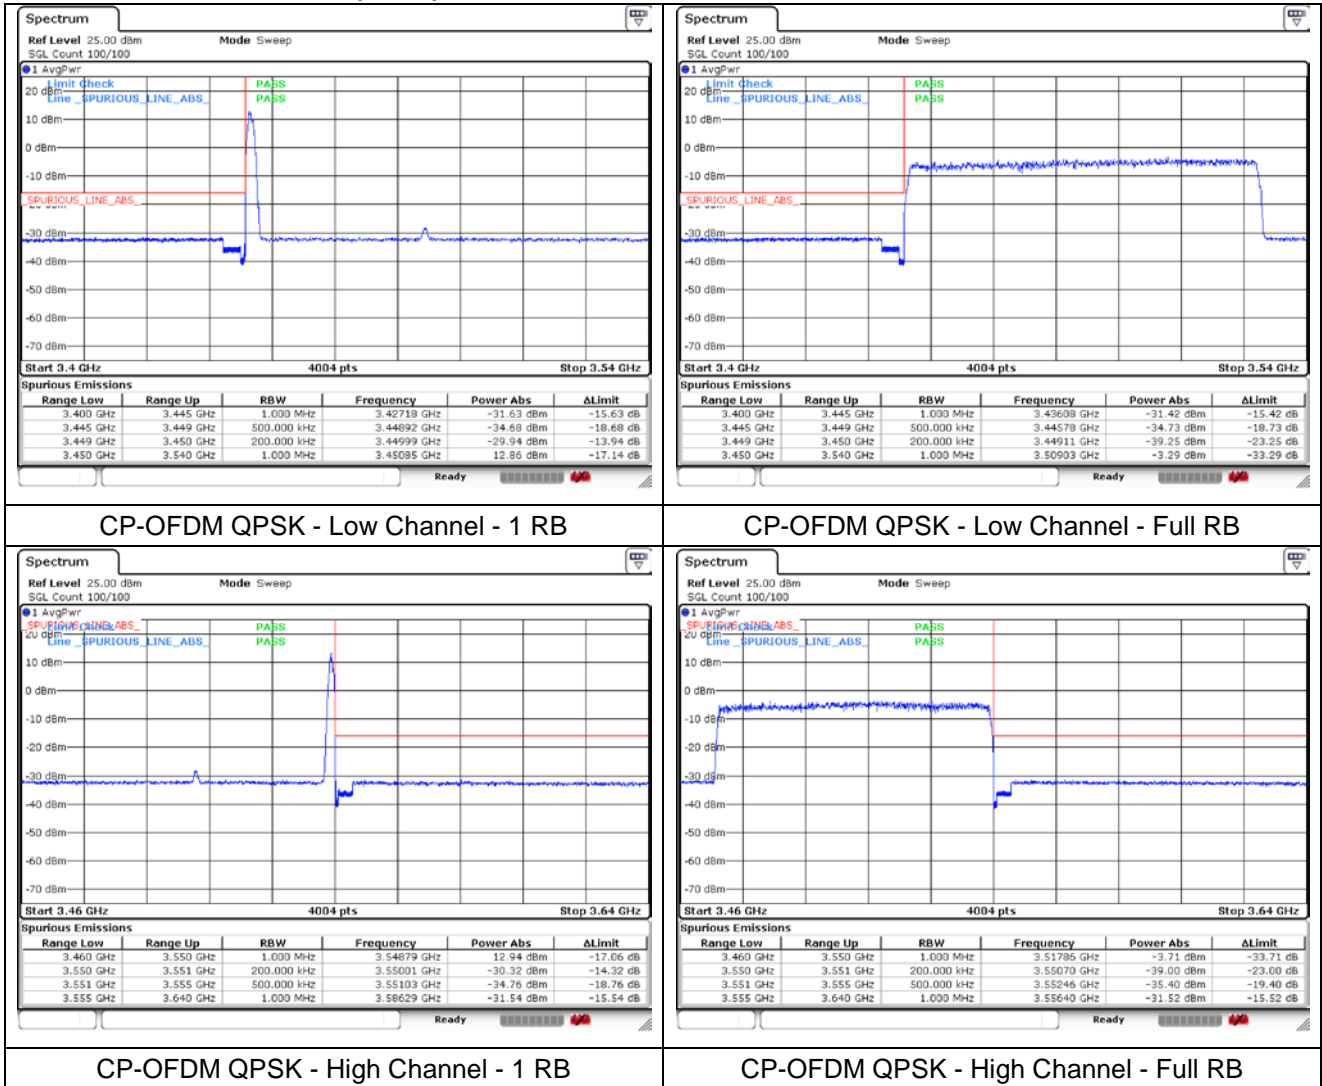 Spectrum
Ref Level 25.00 dBm Mode Sweep
SGL Count 100/100
1 AvgPwr
Limit Check PASS
20 dBm
Line _SPURIOUS_LINE_ABS_ PASS
10 dBm
0 dBm
-10 dBm
_SPURIOUS_LINE_ABS_
-20 dBm
-30 dBm
-40 dBm
-50 dBm
-60 dBm
-70 dBm
Start 3.4 GHz 4004 pts Stop 3.54 GHz
Spurious Emissions
Range Low Range Up RBW Frequency Power Abs ΔLimit
3.400 GHz 3.445 GHz 1.000 MHz 3.42718 GHz -31.63 dBm -15.63 dB
3.445 GHz 3.449 GHz 500.000 kHz 3.44892 GHz -34.68 dBm -18.68 dB
3.449 GHz 3.450 GHz 200.000 kHz 3.44999 GHz -29.94 dBm -13.94 dB
3.450 GHz 3.540 GHz 1.000 MHz 3.45085 GHz 12.86 dBm -17.14 dB
Ready
CP-OFDM QPSK - Low Channel - 1 RB
Spectrum
Ref Level 25.00 dBm Mode Sweep
SGL Count 100/100
1 AvgPwr
Limit Check PASS
20 dBm
Line _SPURIOUS_LINE_ABS_ PASS
10 dBm
0 dBm
-10 dBm
_SPURIOUS_LINE_ABS_
-20 dBm
-30 dBm
-40 dBm
-50 dBm
-60 dBm
-70 dBm
Start 3.4 GHz 4004 pts Stop 3.54 GHz
Spurious Emissions
Range Low Range Up RBW Frequency Power Abs ΔLimit
3.400 GHz 3.445 GHz 1.000 MHz 3.43608 GHz -31.42 dBm -15.42 dB
3.445 GHz 3.449 GHz 500.000 kHz 3.44578 GHz -34.73 dBm -18.73 dB
3.449 GHz 3.450 GHz 200.000 kHz 3.44911 GHz -39.25 dBm -23.25 dB
3.450 GHz 3.540 GHz 1.000 MHz 3.50903 GHz -3.29 dBm -33.29 dB
Ready
CP-OFDM QPSK - Low Channel - Full RB
Spectrum
Ref Level 25.00 dBm Mode Sweep
SGL Count 100/100
1 AvgPwr
_SPURIOUS_LINE_ABS_
Limit Check PASS
20 dBm
Line _SPURIOUS_LINE_ABS_ PASS
10 dBm
0 dBm
-10 dBm
-20 dBm
-30 dBm
-40 dBm
-50 dBm
-60 dBm
-70 dBm
Start 3.46 GHz 4004 pts Stop 3.64 GHz
Spurious Emissions
Range Low Range Up RBW Frequency Power Abs ΔLimit
3.460 GHz 3.550 GHz 1.000 MHz 3.54879 GHz 12.94 dBm -17.06 dB
3.550 GHz 3.551 GHz 200.000 kHz 3.55001 GHz -30.32 dBm -14.32 dB
3.551 GHz 3.555 GHz 500.000 kHz 3.55103 GHz -34.76 dBm -18.76 dB
3.555 GHz 3.640 GHz 1.000 MHz 3.58629 GHz -31.54 dBm -15.54 dB
Ready
CP-OFDM QPSK - High Channel - 1 RB
Spectrum
Ref Level 25.00 dBm Mode Sweep
SGL Count 100/100
1 AvgPwr
_SPURIOUS_LINE_ABS_
Limit Check PASS
20 dBm
Line _SPURIOUS_LINE_ABS_ PASS
10 dBm
0 dBm
-10 dBm
-20 dBm
-30 dBm
-40 dBm
-50 dBm
-60 dBm
-70 dBm
Start 3.46 GHz 4004 pts Stop 3.64 GHz
Spurious Emissions
Range Low Range Up RBW Frequency Power Abs ΔLimit
3.460 GHz 3.550 GHz 1.000 MHz 3.51786 GHz -3.71 dBm -33.71 dB
3.550 GHz 3.551 GHz 200.000 kHz 3.55070 GHz -39.00 dBm -23.00 dB
3.551 GHz 3.555 GHz 500.000 kHz 3.55246 GHz -35.40 dBm -19.40 dB
3.555 GHz 3.640 GHz 1.000 MHz 3.55640 GHz -31.52 dBm -15.52 dB
Ready
CP-OFDM QPSK - High Channel - Full RB